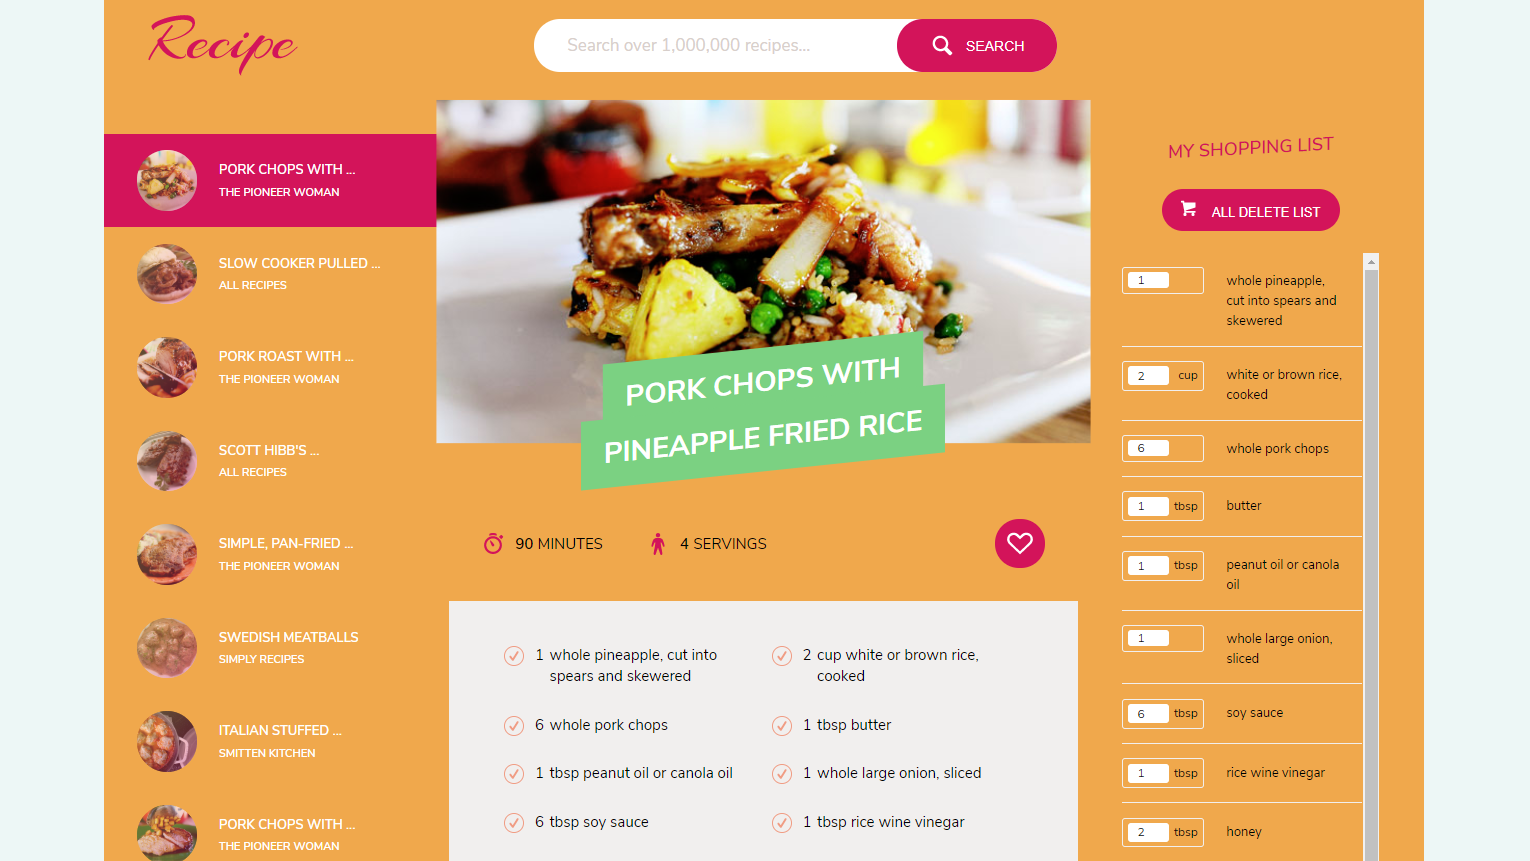 Recipe
Search over 1,000,000 recipes...
SEARCH
PORK CHOPS WITH ...
THE PIONEER WOMAN
SLOW COOKER PULLED ...
ALL RECIPES
PORK ROAST WITH ...
THE PIONEER WOMAN
SCOTT HIBB'S ...
ALL RECIPES
SIMPLE, PAN-FRIED ...
THE PIONEER WOMAN
SWEDISH MEATBALLS
SIMPLY RECIPES
ITALIAN STUFFED ...
SMITTEN KITCHEN
PORK CHOPS WITH ...
THE PIONEER WOMAN
PORK CHOPS WITH
PINEAPPLE FRIED RICE
90 MINUTES
4 SERVINGS
1 whole pineapple, cut into
spears and skewered
2 cup white or brown rice,
cooked
6 whole pork chops
1 tbsp butter
1 tbsp peanut oil or canola oil
1 whole large onion, sliced
6 tbsp soy sauce
1 tbsp rice wine vinegar
MY SHOPPING LIST
ALL DELETE LIST
1 whole pineapple,
cut into spears and
skewered
2 cup white or brown rice,
cooked
6 whole pork chops
1 tbsp butter
1 tbsp peanut oil or canola
oil
1 whole large onion,
sliced
6 tbsp soy sauce
1 tbsp rice wine vinegar
2 tbsp honey